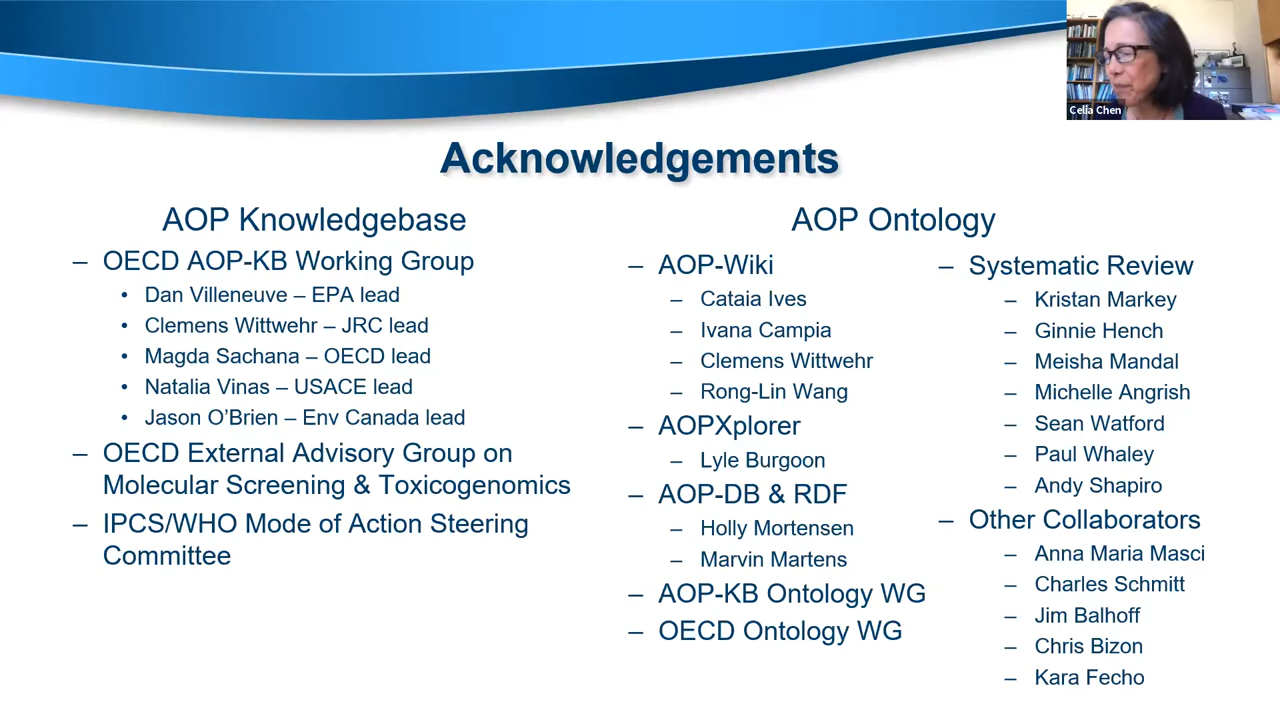 Celia Chen
Acknowledgements
AOP Knowledgebase
– OECD AOP-KB Working Group
• Dan Villeneuve – EPA lead
• Clemens Wittwehr – JRC lead
• Magda Sachana – OECD lead
• Natalia Vinas – USACE lead
• Jason O’Brien – Env Canada lead
– OECD External Advisory Group on
Molecular Screening & Toxicogenomics
– IPCS/WHO Mode of Action Steering
Committee
AOP Ontology
– AOP-Wiki
– Cataia Ives
– Ivana Campia
– Clemens Wittwehr
– Rong-Lin Wang
– AOPXplorer
– Lyle Burgoon
– AOP-DB & RDF
– Holly Mortensen
– Marvin Martens
– AOP-KB Ontology WG
– OECD Ontology WG
– Systematic Review
– Kristan Markey
– Ginnie Hench
– Meisha Mandal
– Michelle Angrish
– Sean Watford
– Paul Whaley
– Andy Shapiro
– Other Collaborators
– Anna Maria Masci
– Charles Schmitt
– Jim Balhoff
– Chris Bizon
– Kara Fecho